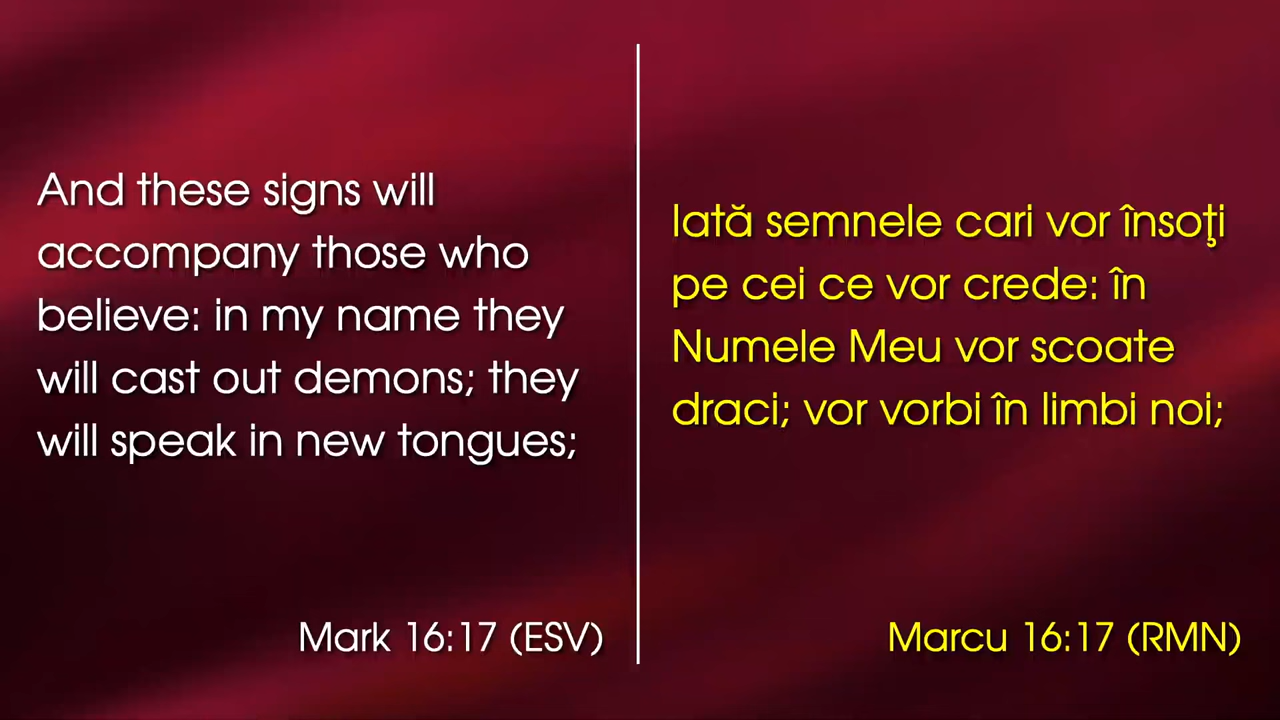 And these signs will
accompany those who
believe: in my name they
will cast out demons; they
will speak in new tongues;
Mark 16:17 (ESV)
Iată semnele cari vor însoţi
pe cei ce vor crede: în
Numele Meu vor scoate
draci; vor vorbi în limbi noi;
Marcu 16:17 (RMN)